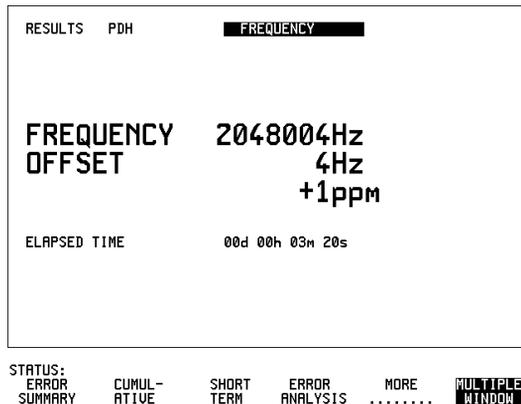 RESULTS PDH FREQUENCY
FREQUENCY 2048004Hz
OFFSET 4Hz
+1ppm
ELAPSED TIME 00d 00h 03m 20s
STATUS:
ERROR CUMUL- SHORT ERROR MORE MULTIPLE
SUMMARY ATIVE TERM ANALYSIS ........ WINDOW